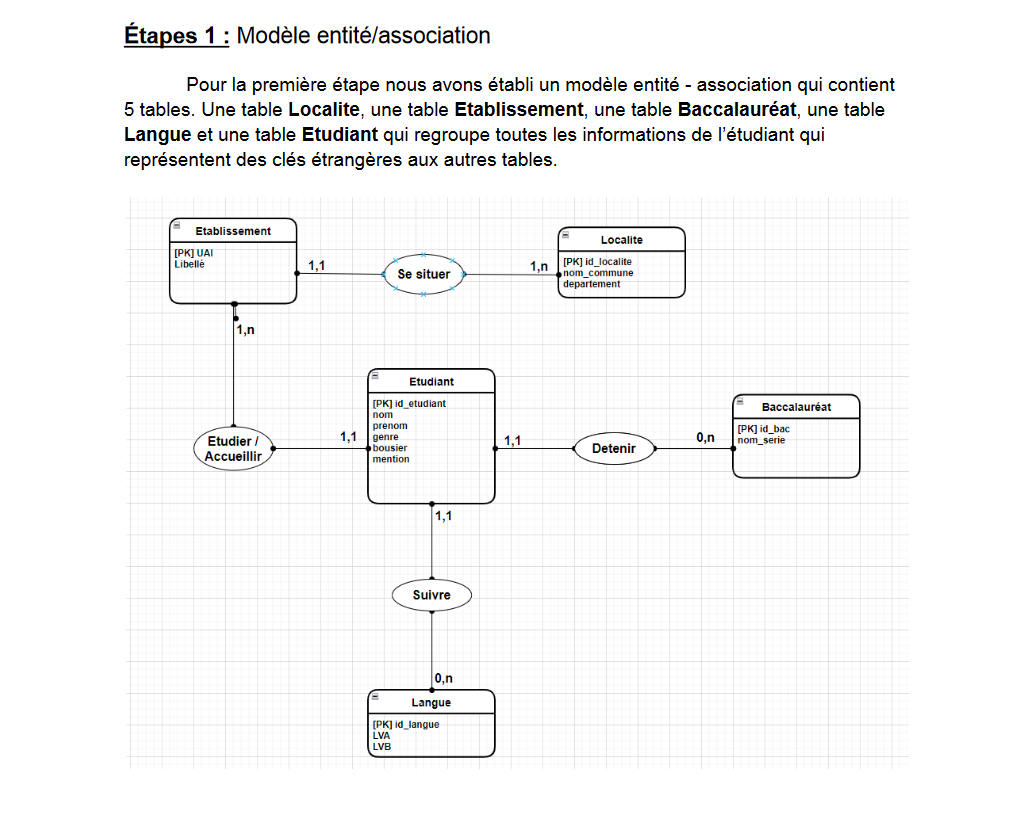 Étapes 1 : Modèle entité/association
Pour la première étape nous avons établi un modèle entité - association qui contient
5 tables. Une table Localite, une table Etablissement, une table Baccalauréat, une table
Langue et une table Etudiant qui regroupe toutes les informations de l'étudiant qui
représentent des clés étrangères aux autres tables.
Etablissement
[PK] UAI
Libellé
1,1
Se situer
1,n
Localite
[PK] id_localite
nom_commune
departement
1,n
Etudier /
Accueillir
1,1
Etudiant
[PK] id_etudiant
nom
prenom
genre
bousier
mention
1,1
Detenir
0,n
Baccalauréat
[PK] id_bac
nom_serie
1,1
Suivre
0,n
Langue
[PK] id_langue
LVA
LVB